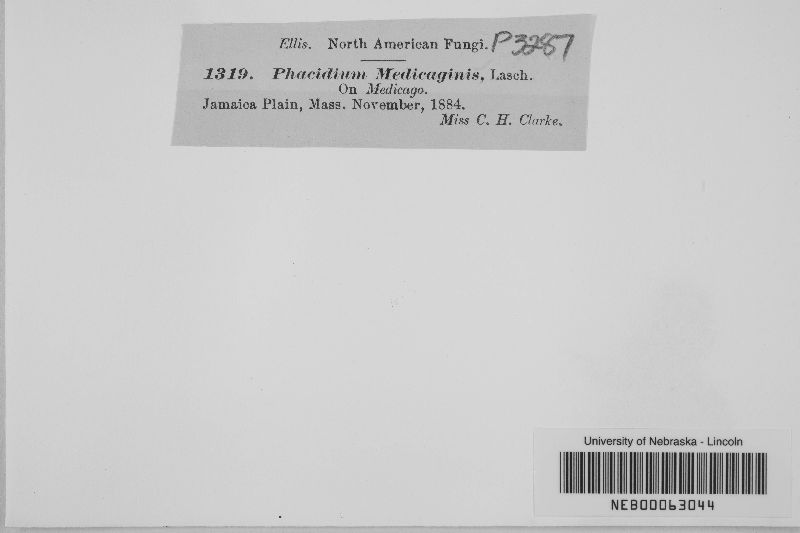 Ellis. North American Fungi. P3287
1319. Phacidium Medicaginis, Lasch.
On Medicago.
Jamaica Plain, Mass. November, 1884.
Miss C. H. Clarke.
University of Nebraska - Lincoln
NEB00063044